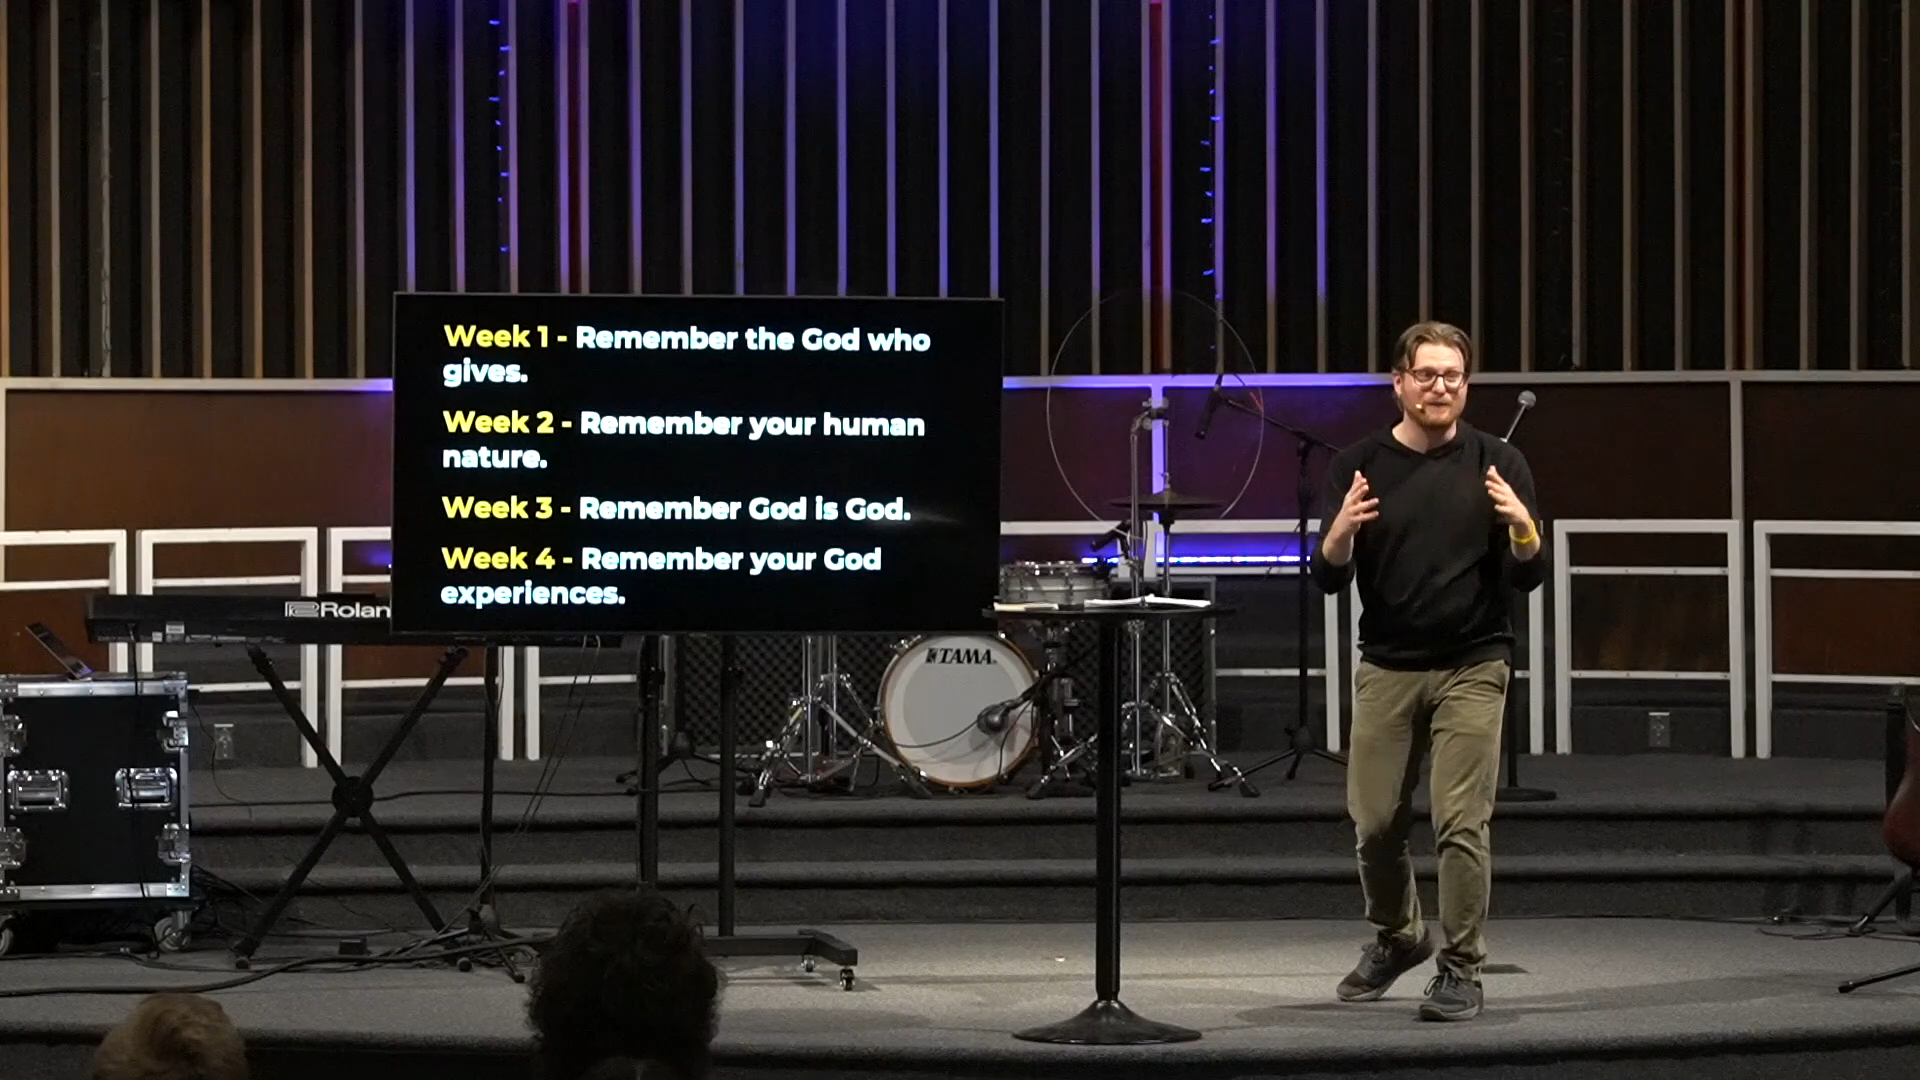 Week 1 - Remember the God who
gives.
Week 2 - Remember your human
nature.
Week 3 - Remember God is God.
Week 4 - Remember your God
experiences.
Rolan
TAMA